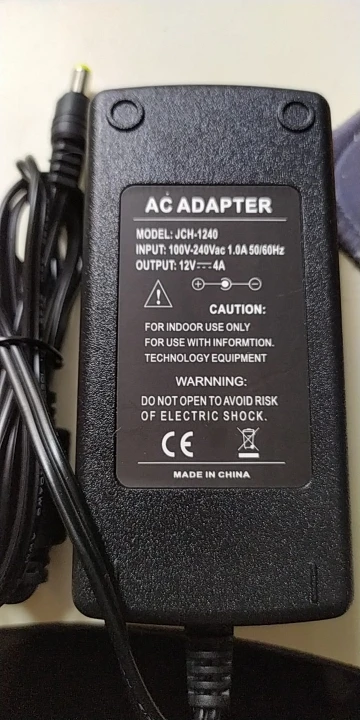 AC ADAPTER
MODEL: JCH-1240
INPUT: 100V-240Vac 1.0A 50/60Hz
OUTPUT: 12V⎓4A
CAUTION:
FOR INDOOR USE ONLY
FOR USE WITH INFORMTION.
TECHNOLOGY EQUIPMENT
WARNNING:
DO NOT OPEN TO AVOID RISK
OF ELECTRIC SHOCK.
CE
MADE IN CHINA